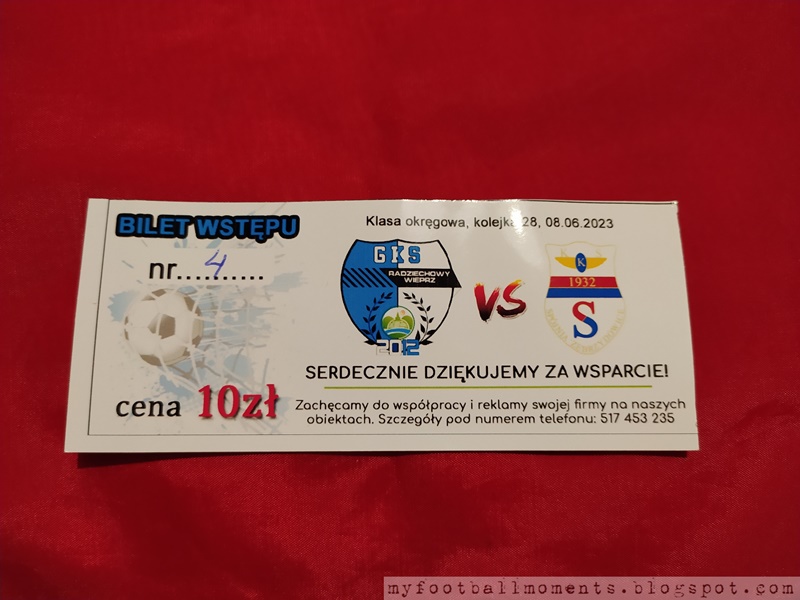 BILET WSTĘPU
nr....4......
cena 10zł
Klasa okręgowa, kolejka 28, 08.06.2023
GKS
RADZIECHOWY
WIEPRZ
VS
K
1932
S
SERDECZNIE DZIĘKUJEMY ZA WSPARCIE!
Zachęcamy do współpracy i reklamy swojej firmy na naszych
obiektach. Szczegóły pod numerem telefonu: 517 453 235
myfootballmoments.blogspot.com